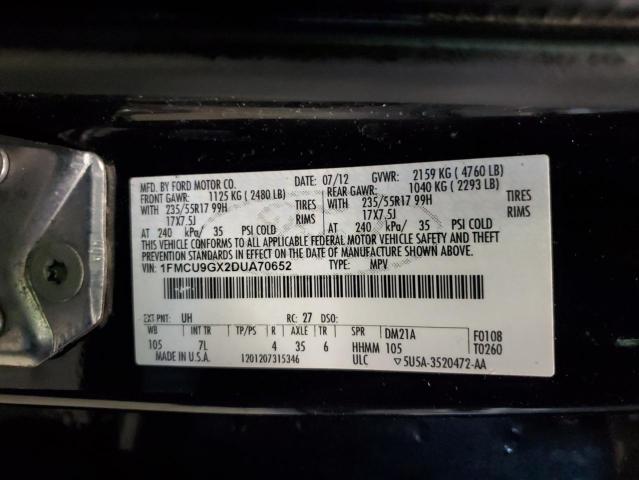 MFD. BY FORD MOTOR CO. DATE: 07/12 GVWR: 2159 KG ( 4760 LB)
FRONT GAWR: 1125 KG ( 2480 LB) REAR GAWR: 1040 KG ( 2293 LB)
WITH 235/55R17 99H TIRES WITH 235/55R17 99H TIRES
17X7.5J RIMS 17X7.5J RIMS
AT 240 kPa/ 35 PSI COLD AT 240 kPa/ 35 PSI COLD
THIS VEHICLE CONFORMS TO ALL APPLICABLE FEDERAL MOTOR VEHICLE SAFETY AND THEFT
PREVENTION STANDARDS IN EFFECT ON THE DATE OF MANUFACTURE SHOWN ABOVE.
VIN: 1FMCU9GX2DUA70652 TYPE: MPV
EXT PNT: UH RC: 27 DSO:
WB INT TR TP/PS R AXLE TR SPR DM21A F0108
105 7L 4 35 6 HHMM 105 T0260
MADE IN U.S.A. 1201207315346 ULC ▽5U5A-3520472-AA